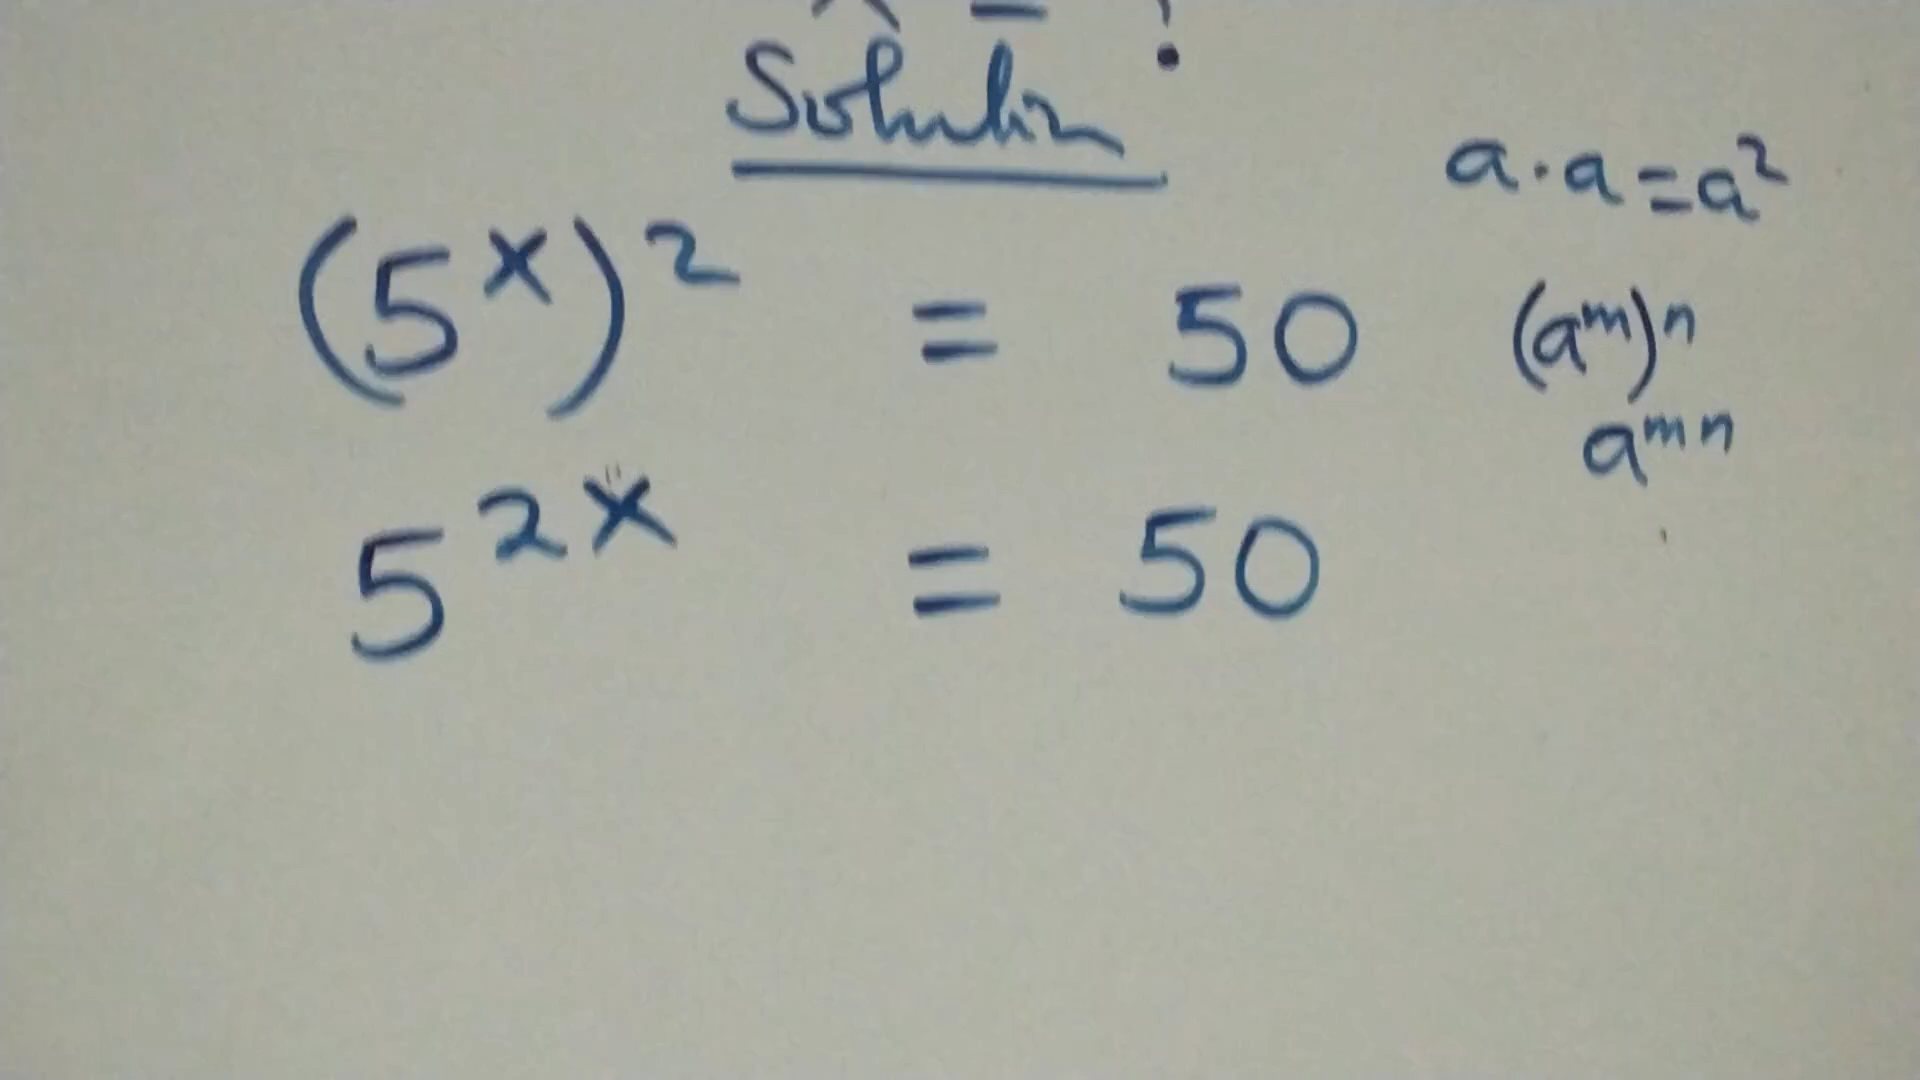 Solution
a · a = a²
(5ˣ)² = 50
(aᵐ)ⁿ
aᵐⁿ
5²ˣ = 50